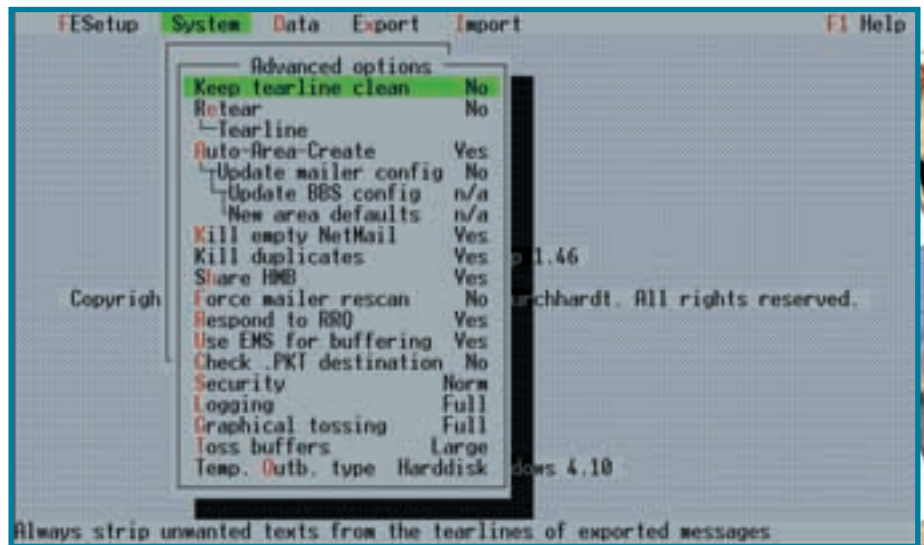 FESetup System Data Export Import F1 Help
Advanced options
Keep tearline clean No
Retear No
Tearline
Auto-Area-Create Yes
Update mailer config No
Update BBS config n/a
New area defaults n/a
Kill empty NetMail Yes
Kill duplicates Yes
p 1.46
Share HMB Yes
Copyrigh Force mailer rescan No rchhardt. All rights reserved.
Respond to RRQ Yes
Use EMS for buffering Yes
Check .PKT destination No
Security Norm
Logging Full
Graphical tossing Full
Toss buffers Large
Temp. Outb. type Harddisk dows 4.10
Always strip unwanted texts from the tearlines of exported messages